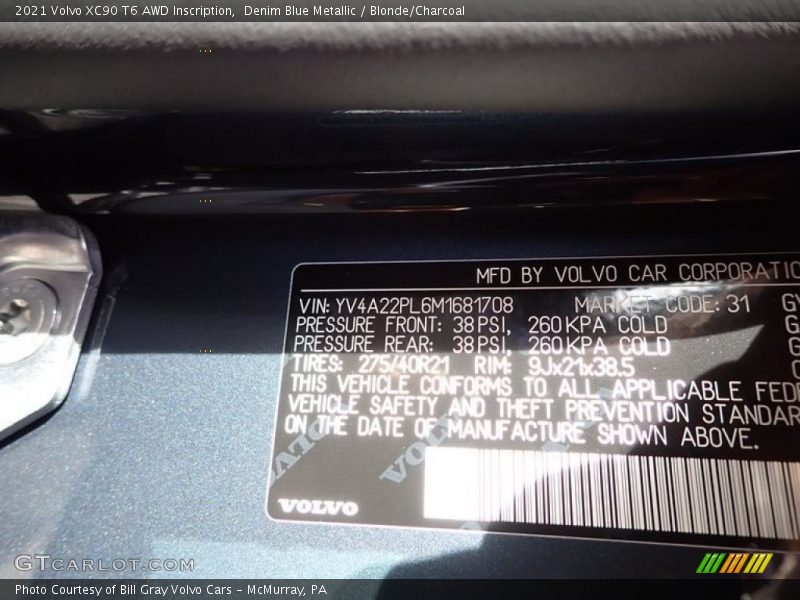 2021 Volvo XC90 T6 AWD Inscription,  Denim Blue Metallic / Blonde/Charcoal
MFD BY VOLVO CAR CORPORATIO
VIN: YV4A22PL6M1681708 MARKET CODE: 31
PRESSURE FRONT: 38 PSI, 260 KPA COLD
PRESSURE REAR: 38 PSI, 260 KPA COLD
TIRES: 275/40R21 RIM: 9Jx21x38.5
THIS VEHICLE CONFORMS TO ALL APPLICABLE FEDE
VEHICLE SAFETY AND THEFT PREVENTION STANDAR
ON THE DATE OF MANUFACTURE SHOWN ABOVE.
VOLVO
VOLVO
GTCARLOT.COM
Photo Courtesy of Bill Gray Volvo Cars – McMurray, PA